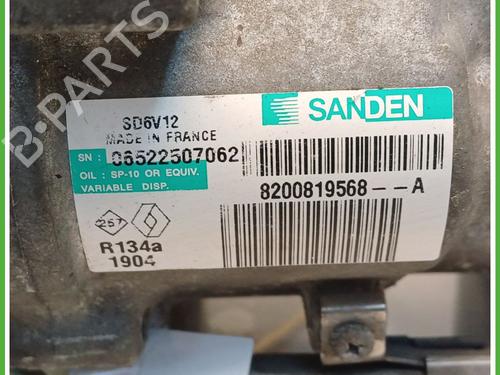 B-PARTS
SANDEN
SD6V12
MADE IN FRANCE
SN : 06522507062
OIL : SP-10 OR EQUIV.
VARIABLE DISP.
8200819568--A
257
R134a
1904